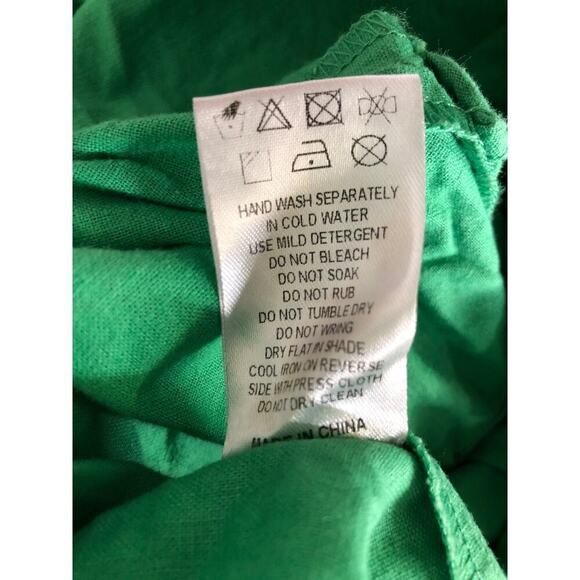 HAND WASH SEPARATELY
IN COLD WATER
USE MILD DETERGENT
DO NOT BLEACH
DO NOT SOAK
DO NOT RUB
DO NOT TUMBLE DRY
DO NOT WRING
DRY FLAT IN SHADE
COOL IRON ON REVERSE
SIDE WITH PRESS CLOTH
DO NOT DRY CLEAN
MADE IN CHINA